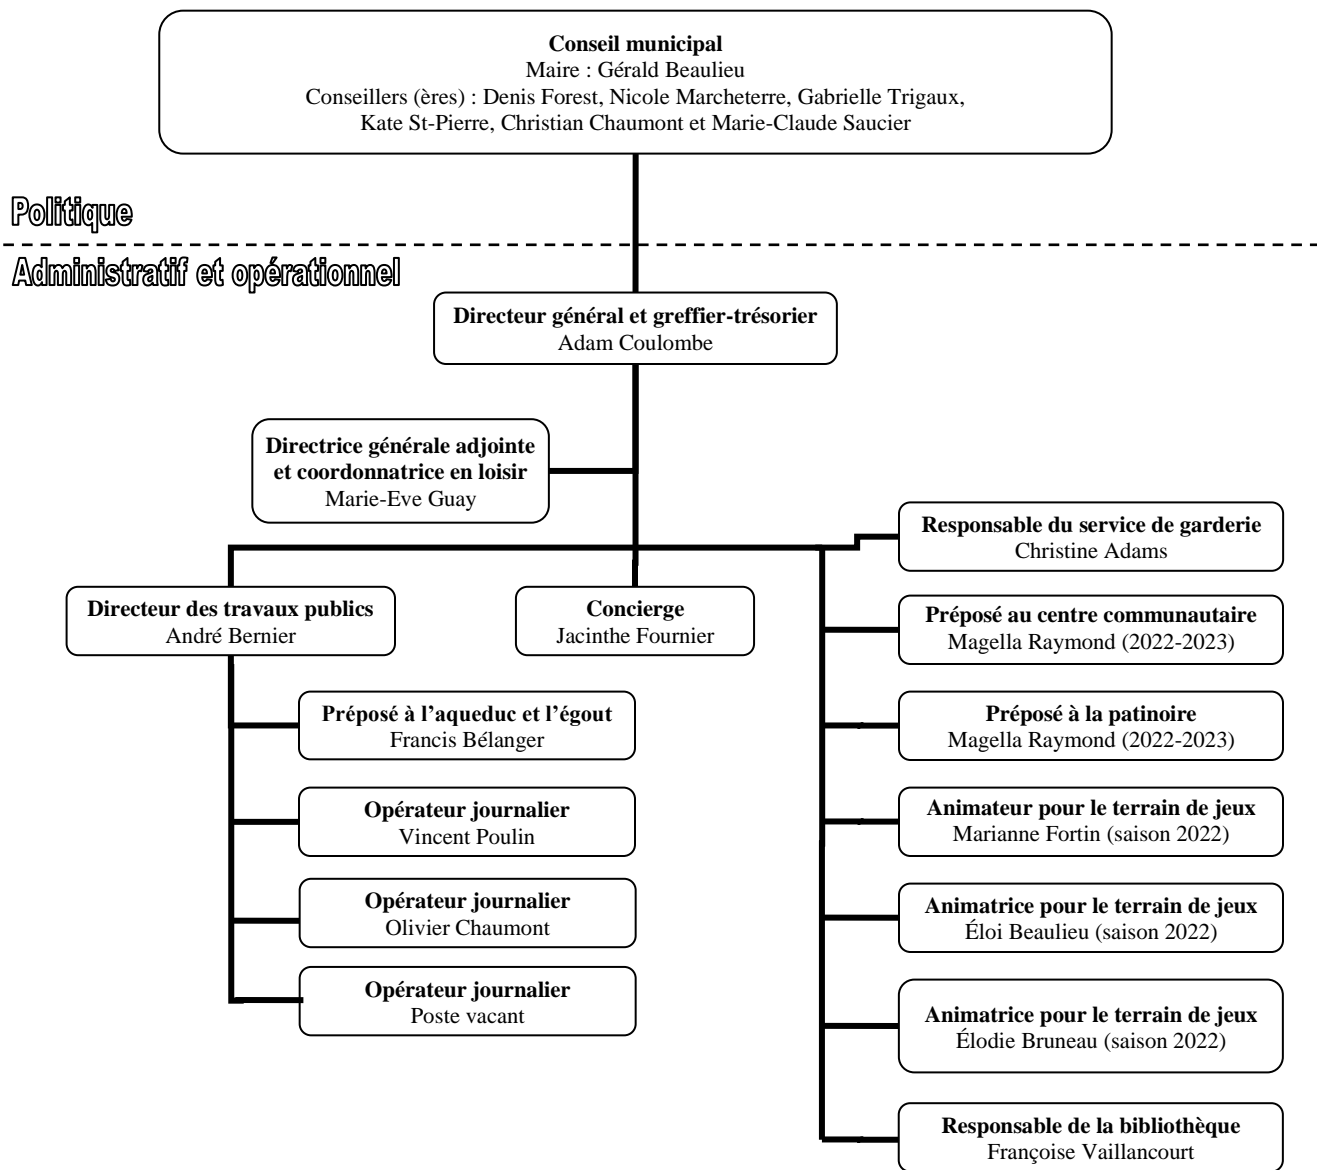 Conseil municipal
Maire : Gérald Beaulieu
Conseillers (ères) : Denis Forest, Nicole Marcheterre, Gabrielle Trigaux,
Kate St-Pierre, Christian Chaumont et Marie-Claude Saucier
Politique
Administratif et opérationnel
Directeur général et greffier-trésorier
Adam Coulombe
Directrice générale adjointe
et coordonnatrice en loisir
Marie-Eve Guay
Directeur des travaux publics
André Bernier
Concierge
Jacinthe Fournier
Préposé à l’aqueduc et l’égout
Francis Bélanger
Opérateur journalier
Vincent Poulin
Opérateur journalier
Olivier Chaumont
Opérateur journalier
Poste vacant
Responsable du service de garderie
Christine Adams
Préposé au centre communautaire
Magella Raymond (2022-2023)
Préposé à la patinoire
Magella Raymond (2022-2023)
Animateur pour le terrain de jeux
Marianne Fortin (saison 2022)
Animatrice pour le terrain de jeux
Éloi Beaulieu (saison 2022)
Animatrice pour le terrain de jeux
Élodie Bruneau (saison 2022)
Responsable de la bibliothèque
Françoise Vaillancourt